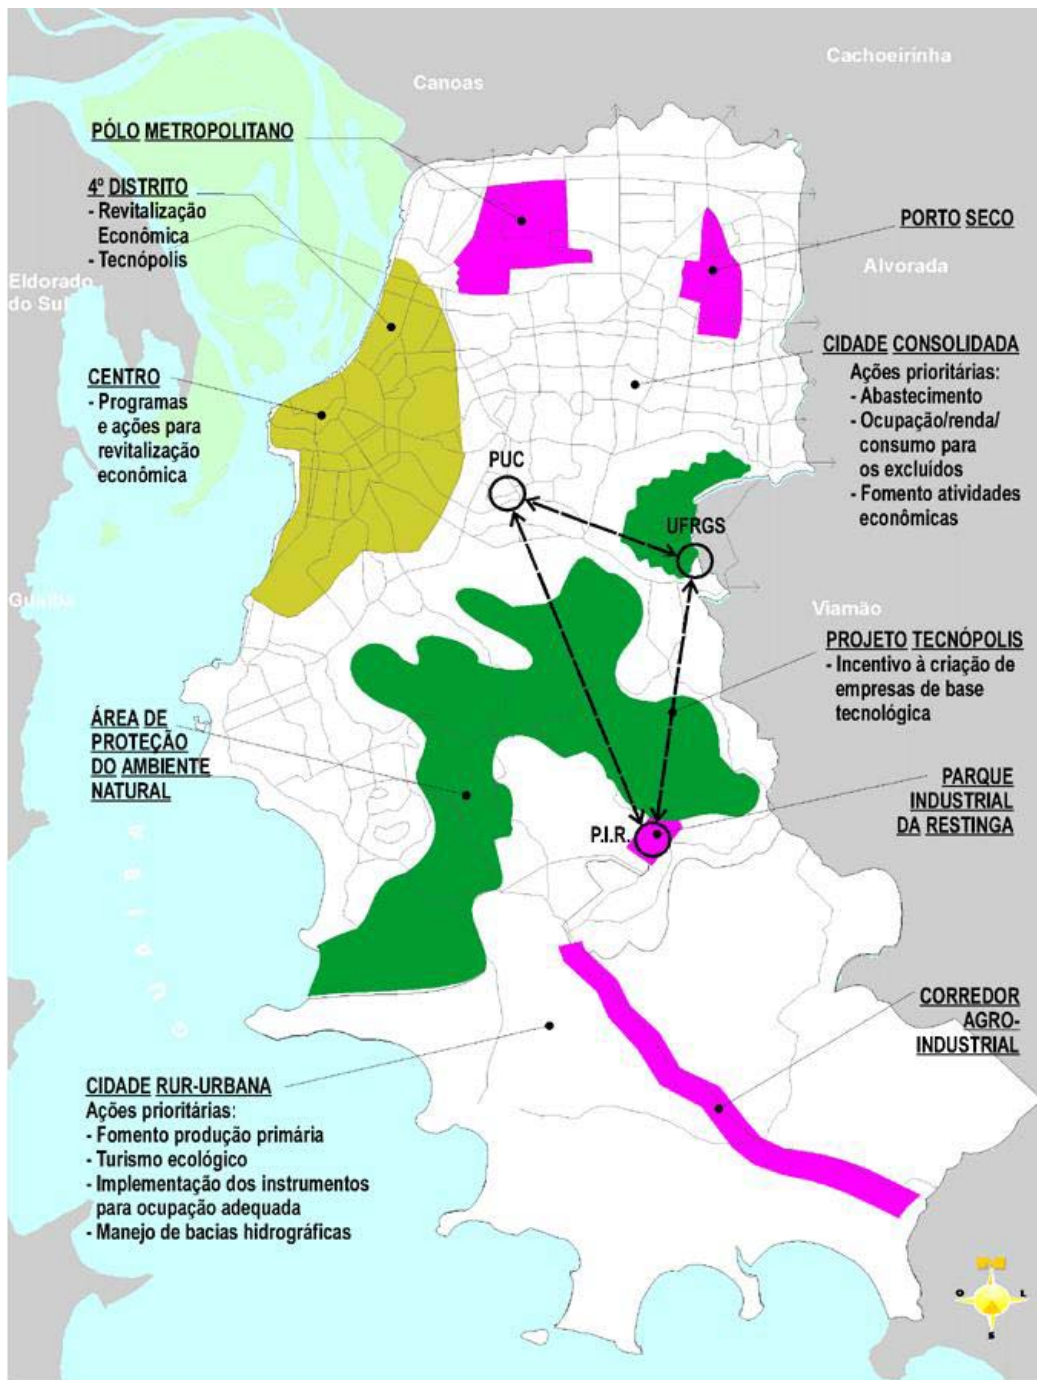 Cachoeirinha
Canoas
PÓLO METROPOLITANO
4º DISTRITO
- Revitalização
Econômica
- Tecnópolis
PORTO SECO
Alvorada
Eldorado
do Sul
CIDADE CONSOLIDADA
Ações prioritárias:
- Abastecimento
- Ocupação/renda/
consumo para
os excluídos
- Fomento atividades
econômicas
CENTRO
- Programas
e ações para
revitalização
econômica
PUC
UFRGS
Guaíba
Viamão
PROJETO TECNÓPOLIS
- Incentivo à criação de
empresas de base
tecnológica
ÁREA DE
PROTEÇÃO
DO AMBIENTE
NATURAL
PARQUE
INDUSTRIAL
DA RESTINGA
P.I.R.
CORREDOR
AGRO-
INDUSTRIAL
CIDADE RUR-URBANA
Ações prioritárias:
- Fomento produção primária
- Turismo ecológico
- Implementação dos instrumentos
para ocupação adequada
- Manejo de bacias hidrográficas
O
L
S